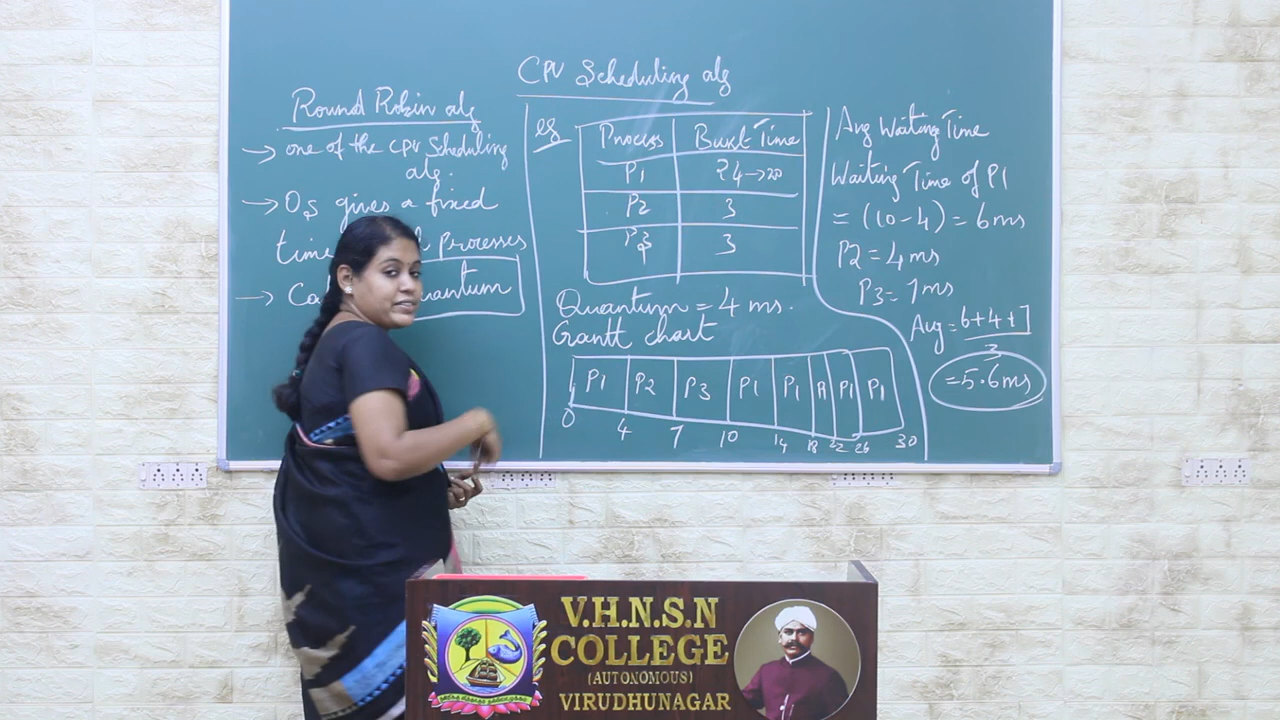 CPU Scheduling alg
Round Robin alg
→ one of the CPU Scheduling
alg.
→ OS gives a fixed
time Processes
→ Quantum
eg
Process Burst Time
P1 24→20
P2 3
P3 3
Quantum = 4 ms.
Gantt chart
P1 P2 P3 P1 P1 P1 P1 P1
0 4 7 10 14 18 22 26 30
Avg Waiting Time
Waiting Time of P1
= (10-4) = 6ms
P2 = 4ms
P3 = 7ms
Avg = 6+4+7
3
=5.6ms
V.H.N.S.N
COLLEGE
(AUTONOMOUS)
VIRUDHUNAGAR